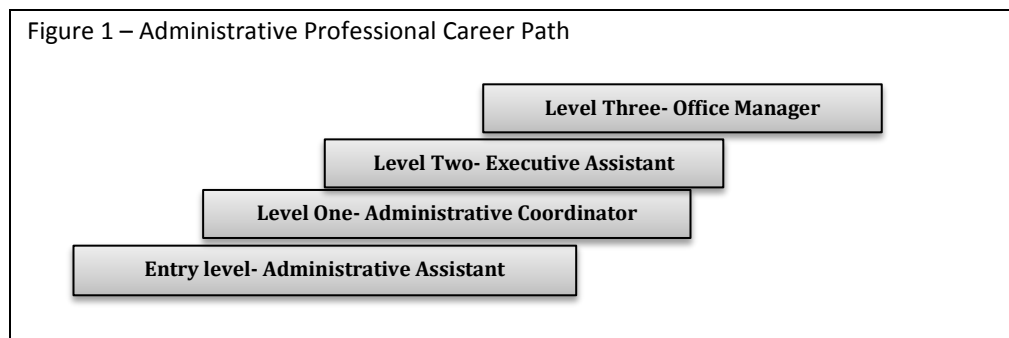 Figure 1 – Administrative Professional Career Path
Level Three- Office Manager
Level Two- Executive Assistant
Level One- Administrative Coordinator
Entry level- Administrative Assistant